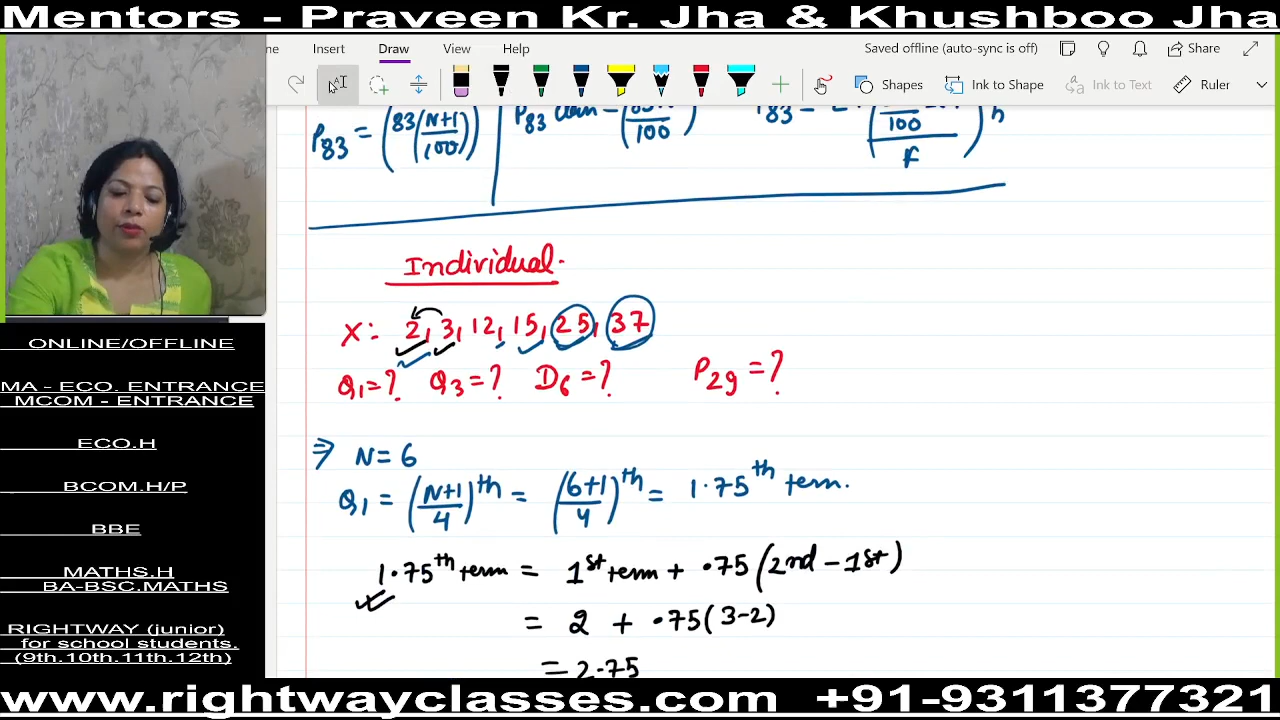 Mentors - Praveen Kr. Jha & Khushboo Jha
me Insert Draw View Help Saved offline (auto-sync is off) Share
Shapes Ink to Shape Ink to Text Ruler
P83 = (83(N+1/100))
100
100
f
h
Individual.
X: 2, 3, 12, 15, 25, 37
Q1=? Q3=? D6=? P29=?
⇒ N=6
Q1 = (N+1/4)th = (6+1/4)th = 1.75th term.
1.75th term = 1st term + .75(2nd - 1st)
= 2 + .75(3-2)
= 2.75
ONLINE/OFFLINE
MA - ECO. ENTRANCE
MCOM - ENTRANCE
ECO.H
BCOM.H/P
BBE
MATHS.H
BA-BSC.MATHS
RIGHTWAY (junior)
for school students.
(9th.10th.11th.12th)
www.rightwayclasses.com +91-9311377321